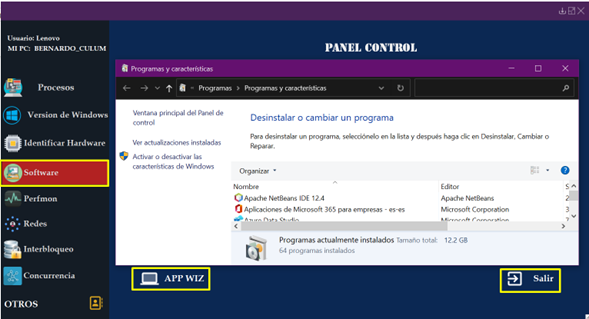 Usuario: Lenovo
MI PC: BERNARDO_CULUM
Procesos
Version de Windows
Identificar Hardware
Software
Perfmon
Redes
Interbloqueo
Concurrencia
OTROS
PANEL CONTROL
Programas y características
Programas > Programas y características
Ventana principal del Panel de
control
Ver actualizaciones instaladas
Activar o desactivar las
características de Windows
Desinstalar o cambiar un programa
Para desinstalar un programa, selecciónelo en la lista y después haga clic en Desinstalar, Cambiar o
Reparar.
Organizar
Nombre Editor S
Apache NetBeans IDE 12.4 Apache NetBeans 2
Aplicaciones de Microsoft 365 para empresas - es-es Microsoft Corporation 3
Azure Data Studio Microsoft Corporation
Programas actualmente instalados Tamaño total: 12.2 GB
64 programas instalados
APP WIZ
Salir